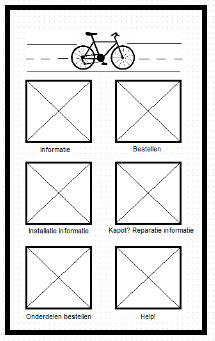 Informatie
Bestellen
Installatie informatie
Kapot? Reparatie informatie
Onderdelen bestellen
Help!